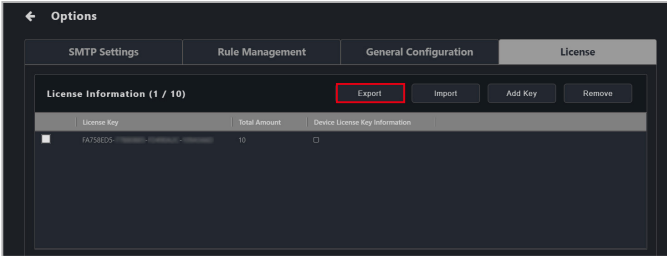 Options
SMTP Settings Rule Management General Configuration License
License Information (1 / 10) Export Import Add Key Remove
License Key Total Amount Device License Key Information
FA758ED5- 10